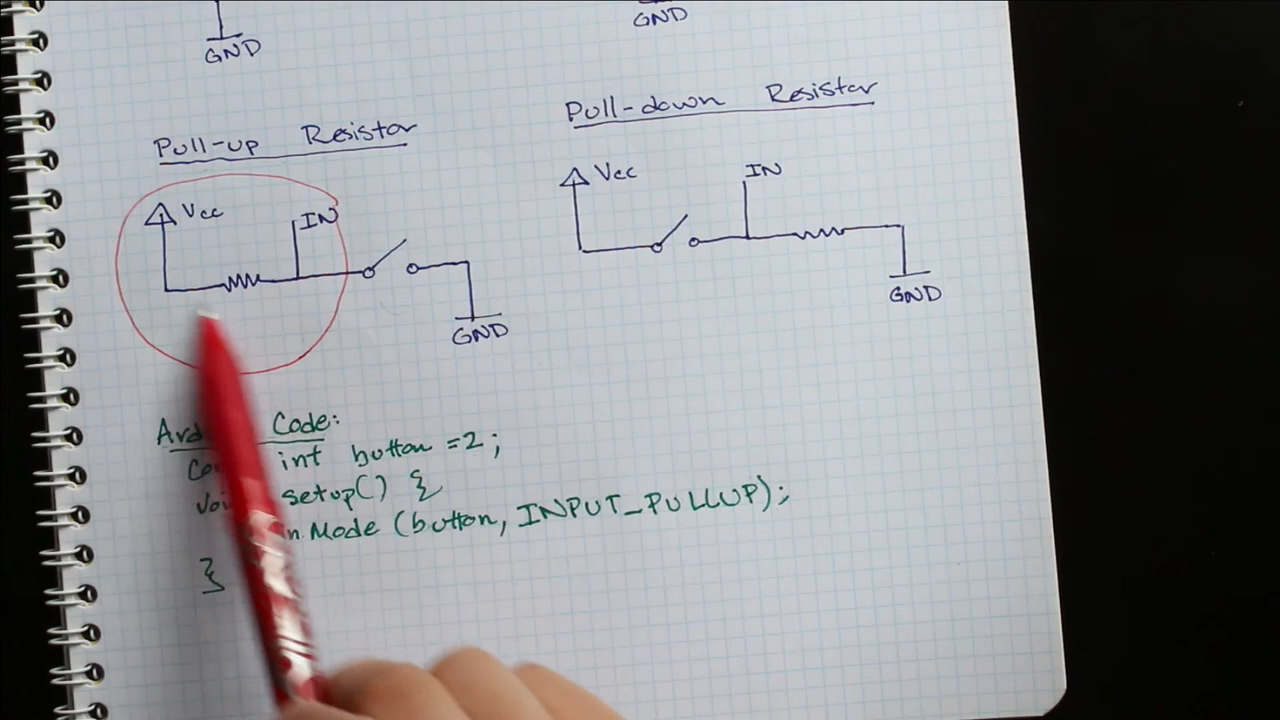 GND
GND
Pull-up Resistor
Pull-down Resistor
Vcc
IN
GND
Vcc
IN
GND
Code:
int button =2;
setup() {
(button, INPUT_PULLUP);
}